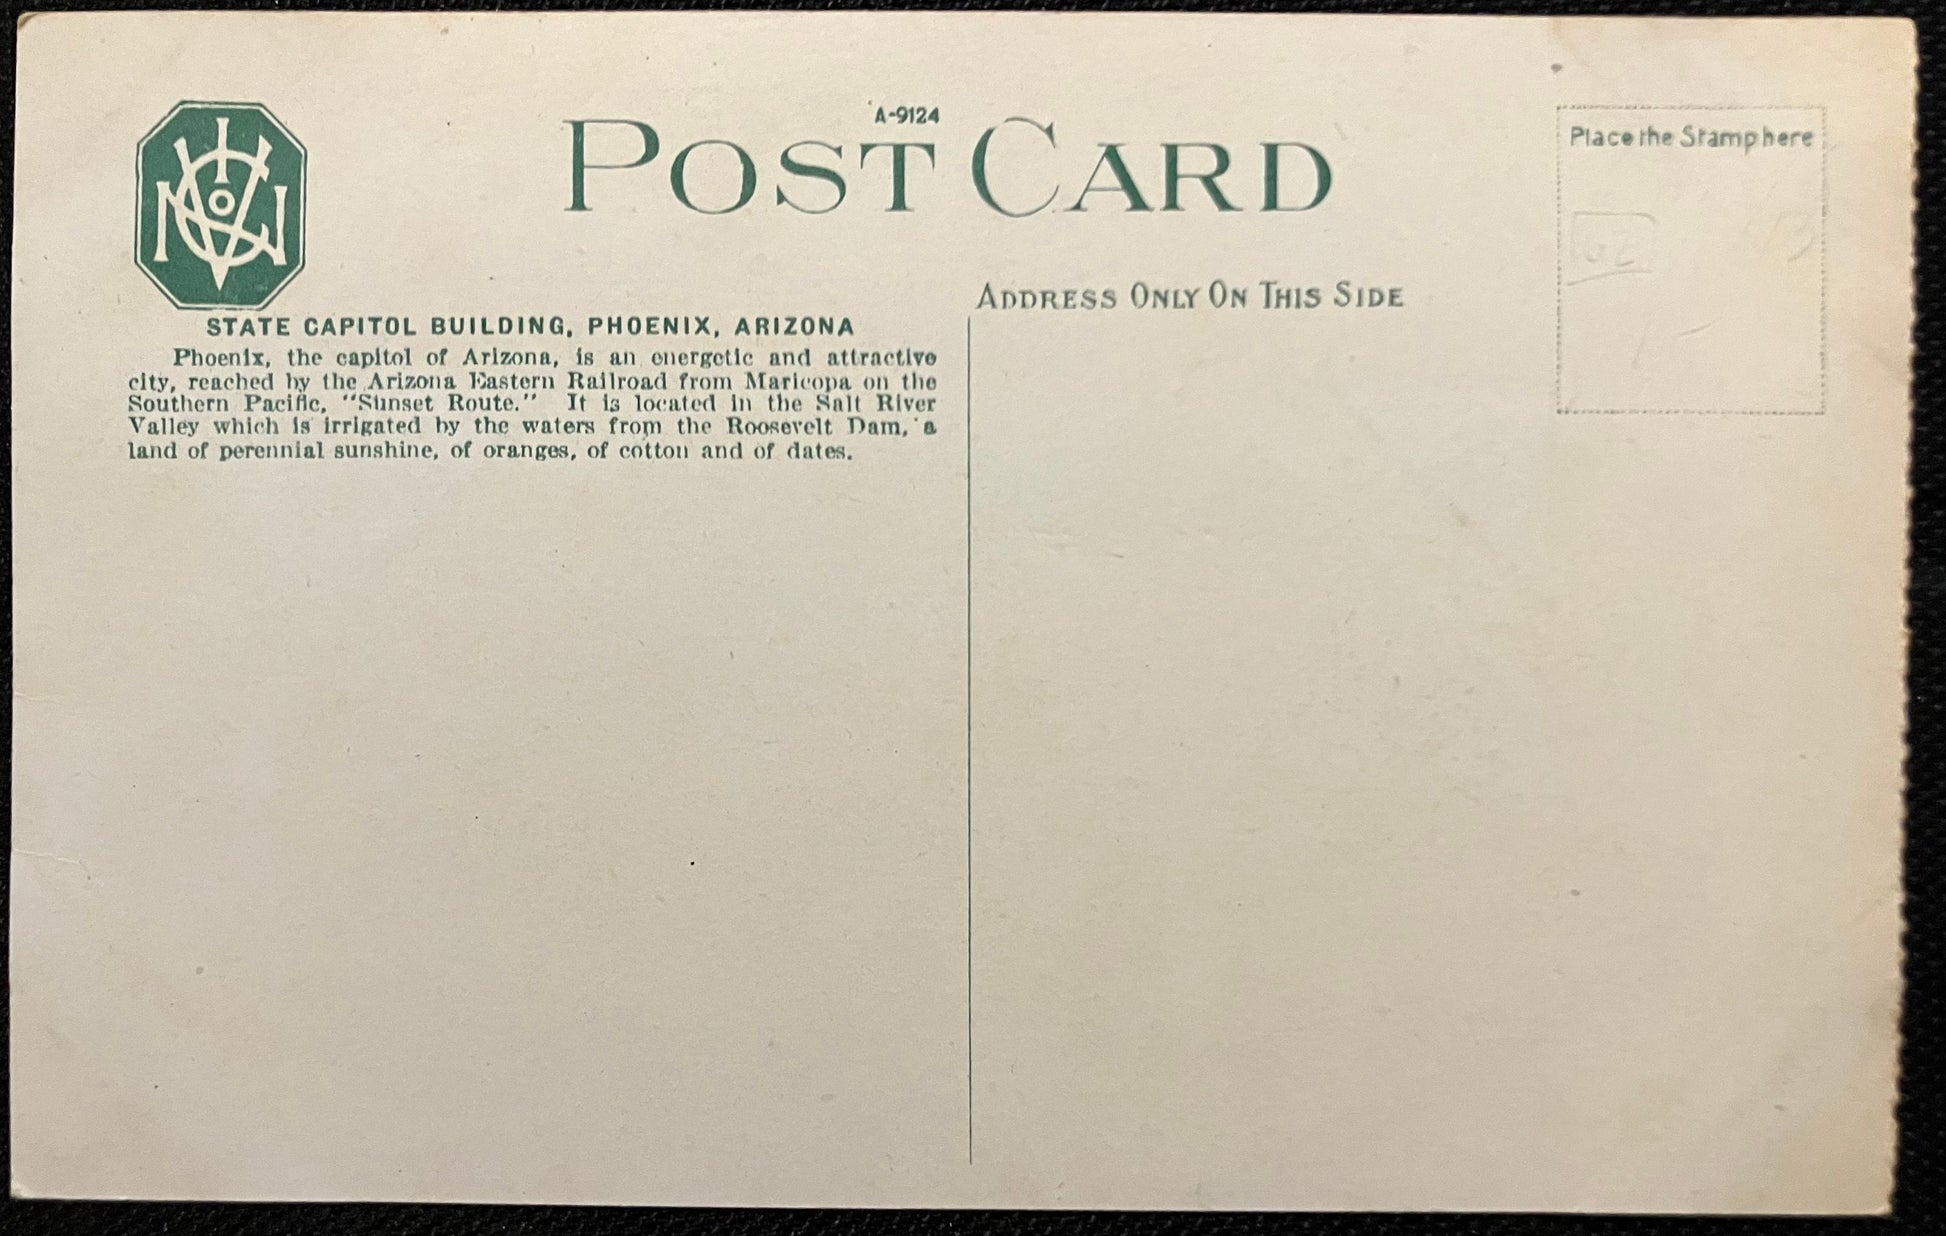 A-9124
POST CARD
Place the Stamp here
ADDRESS ONLY ON THIS SIDE
STATE CAPITOL BUILDING, PHOENIX, ARIZONA
Phoenix, the capitol of Arizona, is an energetic and attractive
city, reached by the Arizona Eastern Railroad from Maricopa on the
Southern Pacific, "Sunset Route." It is located in the Salt River
Valley which is irrigated by the waters from the Roosevelt Dam, a
land of perennial sunshine, of oranges, of cotton and of dates.